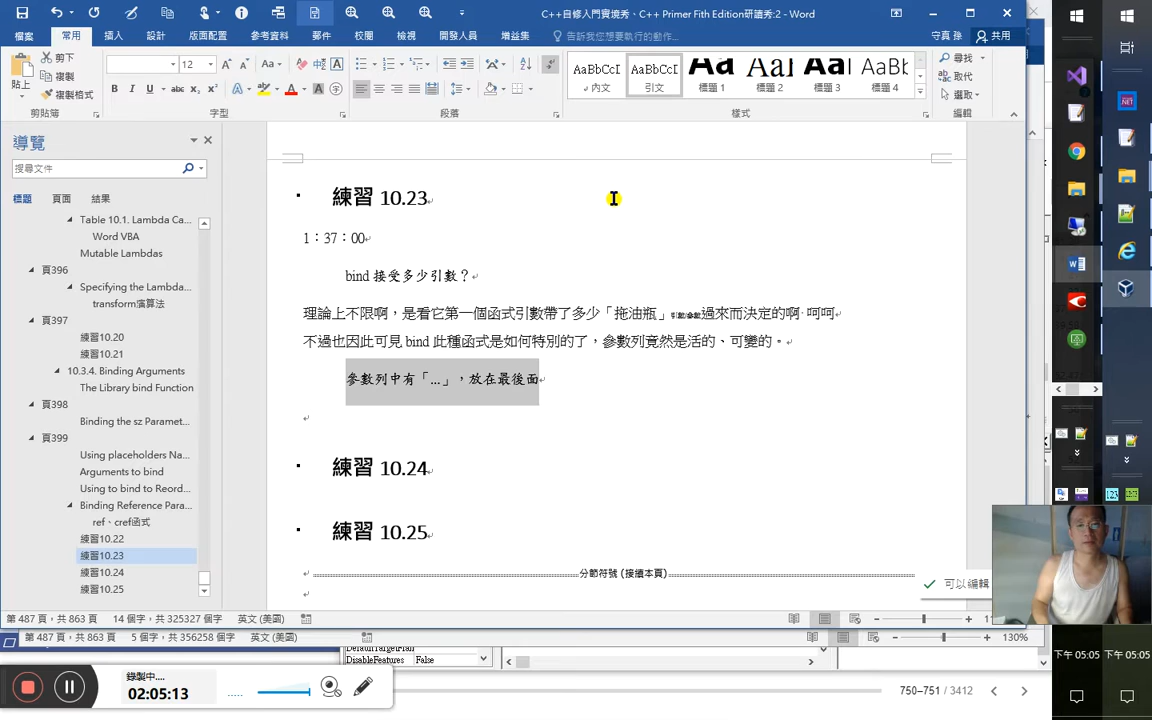 C++自修入門實境秀、C++ Primer Fith Edition研讀秀:2 - Word
檔案 常用 插入 設計 版面配置 參考資料 郵件 校閱 檢視 開發人員 增益集 告訴我您想要執行的動作... 守真 孫 共用
貼上 剪下 複製 複製格式
12
AaBbCcI 內文
AaBbCcI 引文
AaBb 標題 1
AaBb 標題 2
AaBb 標題 3
AaBb 標題 4
尋找 取代 選取
剪貼簿 字型 段落 樣式 編輯
導覽
搜尋文件
標題 頁面 結果
Table 10.1. Lambda Ca...
Word VBA
Mutable Lambdas
頁396
Specifying the Lambda...
transform演算法
頁397
練習10.20
練習10.21
10.3.4. Binding Arguments
The Library bind Function
頁398
Binding the sz Paramet...
頁399
Using placeholders Na...
Arguments to bind
Using to bind to Reord...
Binding Reference Para...
ref、cref函式
練習10.22
練習10.23
練習10.24
練習10.25
練習 10.23
1：37：00
bind 接受多少引數？
理論上不限啊，是看它第一個函式引數帶了多少「拖油瓶」引數/參數過來而決定的啊 呵呵
不過也因此可見 bind 此種函式是如何特別的了，參數列竟然是活的、可變的。
參數列中有「...」，放在最後面
練習 10.24
練習 10.25
分節符號 (接續本頁)
可以編輯
第 487 頁，共 863 頁 14 個字，共 325327 個字 英文 (美國)
第 487 頁，共 863 頁 5 個字，共 356258 個字 英文 (美國) 130%
DisableFeatures False
錄製中...
02:05:13
750–751 / 3412
下午 05:05 下午 05:05